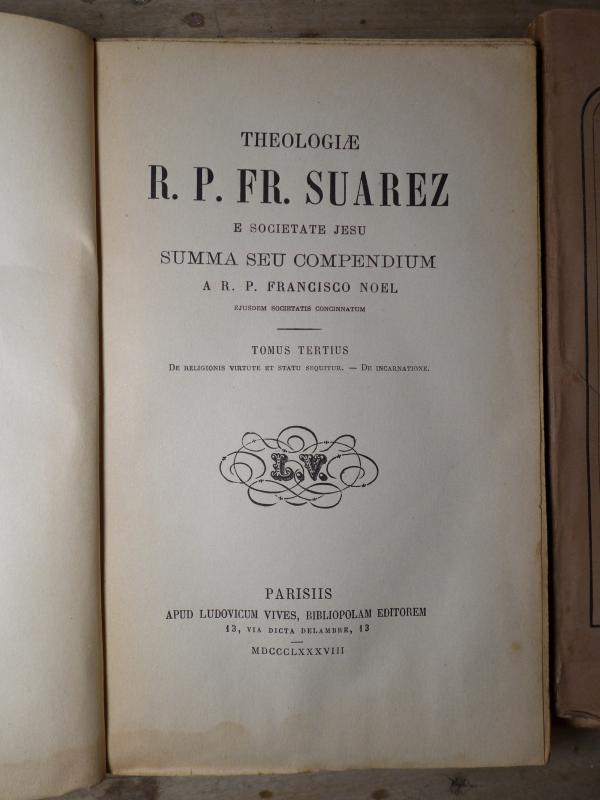 THEOLOGIÆ
R. P. FR. SUAREZ
E SOCIETATE JESU
SUMMA SEU COMPENDIUM
A R. P. FRANCISCO NOEL
EJUSDEM SOCIETATIS CONCINNATUM
TOMUS TERTIUS
DE RELIGIONIS VIRTUTE ET STATU SEQUITUR. — DE INCARNATIONE.
L.V.
PARISIIS
APUD LUDOVICUM VIVES, BIBLIOPOLAM EDITOREM
13, VIA DICTA DELAMBRE, 13
MDCCCLXXXVIII